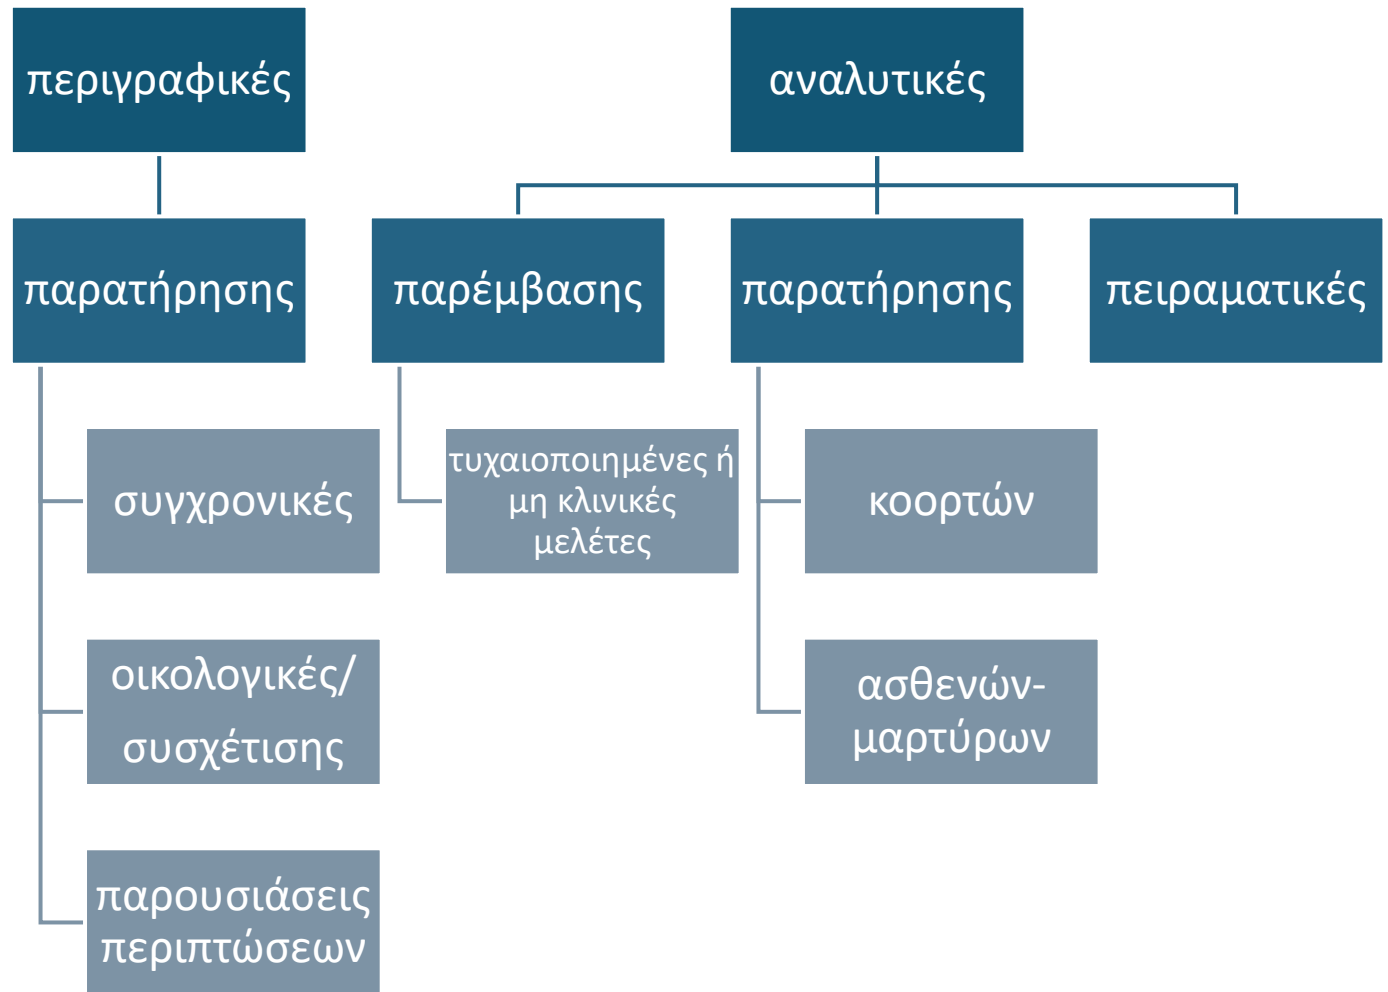 περιγραφικές
αναλυτικές
παρατήρησης
παρέμβασης
παρατήρησης
πειραματικές
συγχρονικές
τυχαιοποιημένες ή
μη κλινικές
μελέτες
κοορτών
οικολογικές/
συσχέτισης
ασθενών-
μαρτύρων
παρουσιάσεις
περιπτώσεων